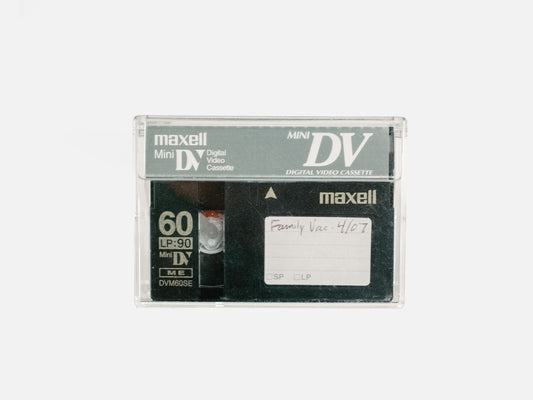 maxell
Mini DV Digital Video Cassette
MINI DV
DIGITAL VIDEO CASSETTE
maxell
60
LP:90
Mini DV
ME
DVM60SE
Family Vac. 4/07
SP LP